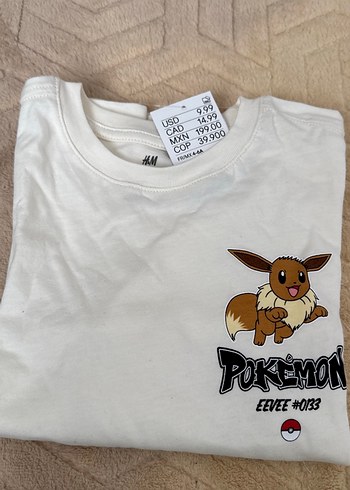 USD 9.99
CAD 14.99
MXN 199.00
COP 39.900
H&M
POKÉMON
EEVEE #0133